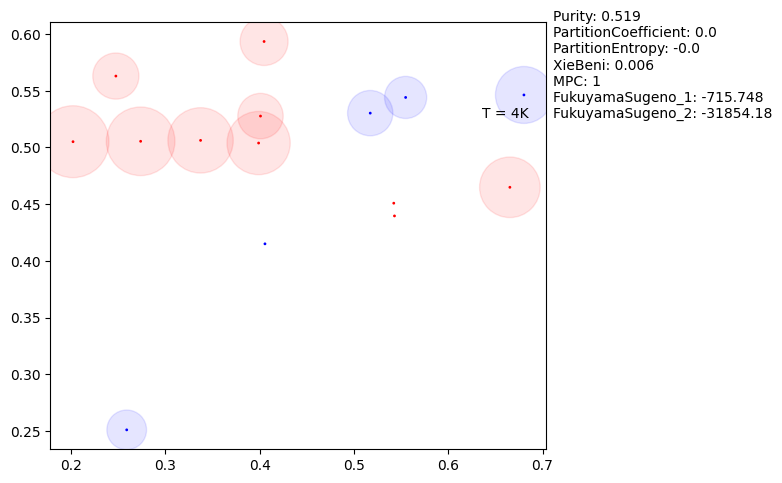 Purity: 0.519
PartitionCoefficient: 0.0
PartitionEntropy: -0.0
XieBeni: 0.006
MPC: 1
FukuyamaSugeno_1: -715.748
FukuyamaSugeno_2: -31854.18
T = 4K
0.60
0.55
0.50
0.45
0.40
0.35
0.30
0.25
0.2 0.3 0.4 0.5 0.6 0.7